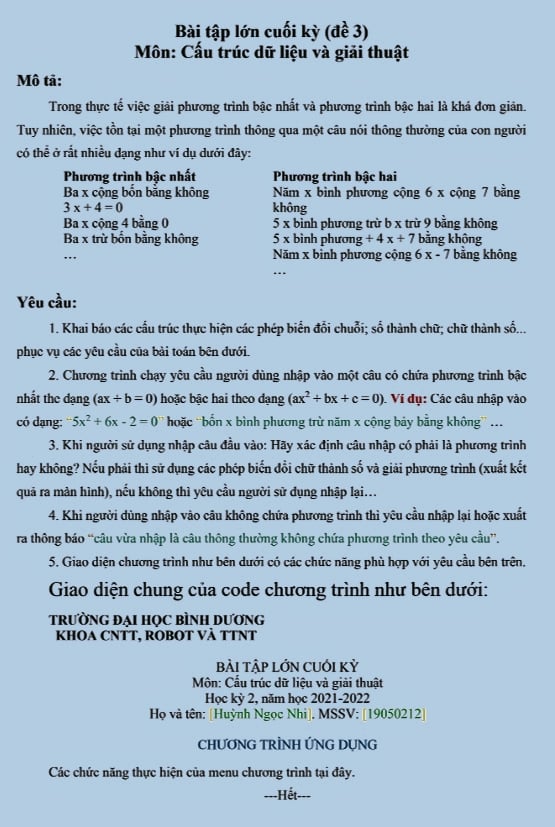 Bài tập lớn cuối kỳ (đề 3)
Môn: Cấu trúc dữ liệu và giải thuật
Mô tả:
Trong thực tế việc giải phương trình bậc nhất và phương trình bậc hai là khá đơn giản.
Tuy nhiên, việc tồn tại một phương trình thông qua một câu nói thông thường của con người
có thể ở rất nhiều dạng như ví dụ dưới đây:
Phương trình bậc nhất
Ba x cộng bốn bằng không
3 x + 4 = 0
Ba x cộng 4 bằng 0
Ba x trừ bốn bằng không
…
Phương trình bậc hai
Năm x bình phương cộng 6 x cộng 7 bằng
không
5 x bình phương trừ b x trừ 9 bằng không
5 x bình phương + 4 x + 7 bằng không
Năm x bình phương cộng 6 x - 7 bằng không
…
Yêu cầu:
1. Khai báo các cấu trúc thực hiện các phép biến đổi chuỗi; số thành chữ; chữ thành số...
phục vụ các yêu cầu của bài toán bên dưới.
2. Chương trình chạy yêu cầu người dùng nhập vào một câu có chứa phương trình bậc
nhất the dạng (ax + b = 0) hoặc bậc hai theo dạng (ax² + bx + c = 0). Ví dụ: Các câu nhập vào
có dạng: “5x² + 6x - 2 = 0” hoặc “bốn x bình phương trừ năm x cộng bảy bằng không” …
3. Khi người sử dụng nhập câu đầu vào: Hãy xác định câu nhập có phải là phương trình
hay không? Nếu phải thì sử dụng các phép biến đổi chữ thành số và giải phương trình (xuất kết
quả ra màn hình), nếu không thì yêu cầu người sử dụng nhập lại…
4. Khi người dùng nhập vào câu không chứa phương trình thì yêu cầu nhập lại hoặc xuất
ra thông báo “câu vừa nhập là câu thông thường không chứa phương trình theo yêu cầu”.
5. Giao diện chương trình như bên dưới có các chức năng phù hợp với yêu cầu bên trên.
Giao diện chung của code chương trình như bên dưới:
TRƯỜNG ĐẠI HỌC BÌNH DƯƠNG
KHOA CNTT, ROBOT VÀ TTNT
BÀI TẬP LỚN CUỐI KỲ
Môn: Cấu trúc dữ liệu và giải thuật
Học kỳ 2, năm học 2021-2022
Họ và tên: [Huỳnh Ngọc Nhi]. MSSV: [19050212]
CHƯƠNG TRÌNH ỨNG DỤNG
Các chức năng thực hiện của menu chương trình tại đây.
---Hết---